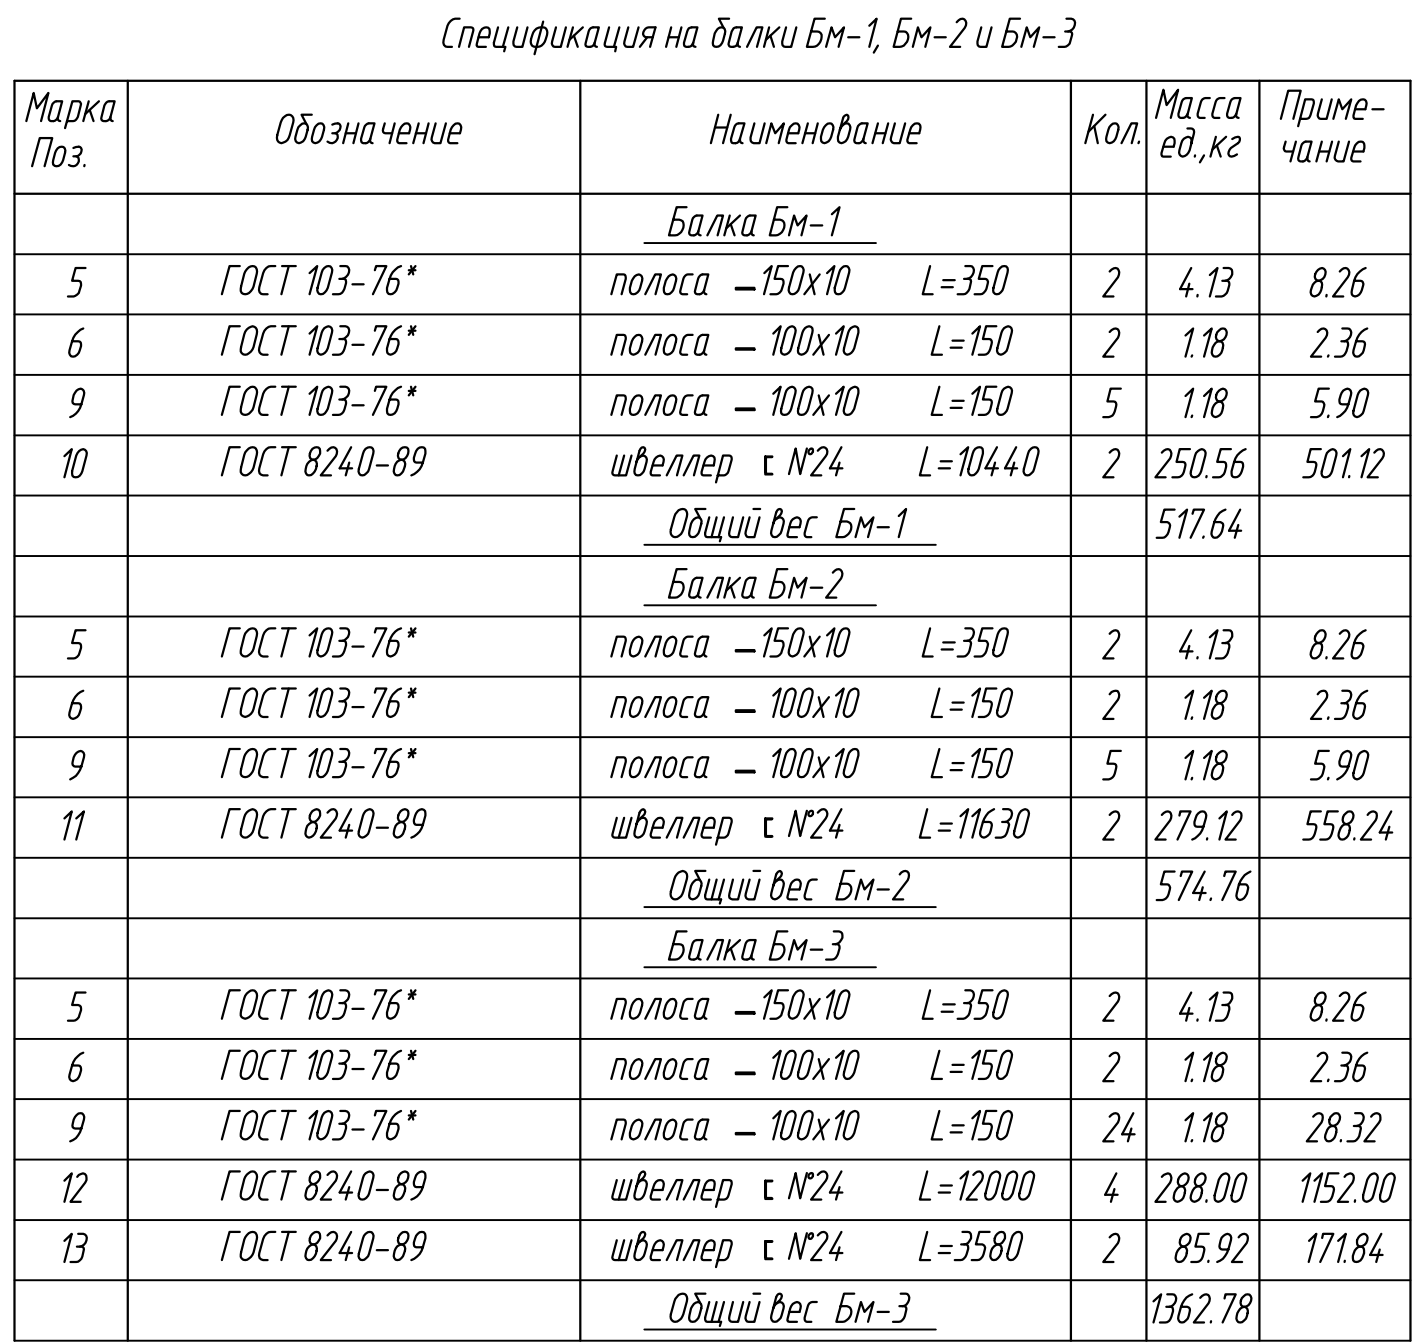 Спецификация на балки Бм-1, Бм-2 и Бм-3
Марка Поз. Обозначение Наименование Кол. Масса ед.,кг Приме-чание
Балка Бм-1
5 ГОСТ 103-76* полоса –150х10 L=350 2 4.13 8.26
6 ГОСТ 103-76* полоса – 100х10 L=150 2 1.18 2.36
9 ГОСТ 103-76* полоса – 100х10 L=150 5 1.18 5.90
10 ГОСТ 8240-89 швеллер [ №24 L=10440 2 250.56 501.12
Общий вес Бм-1 517.64
Балка Бм-2
5 ГОСТ 103-76* полоса –150х10 L=350 2 4.13 8.26
6 ГОСТ 103-76* полоса – 100х10 L=150 2 1.18 2.36
9 ГОСТ 103-76* полоса – 100х10 L=150 5 1.18 5.90
11 ГОСТ 8240-89 швеллер [ №24 L=11630 2 279.12 558.24
Общий вес Бм-2 574.76
Балка Бм-3
5 ГОСТ 103-76* полоса –150х10 L=350 2 4.13 8.26
6 ГОСТ 103-76* полоса – 100х10 L=150 2 1.18 2.36
9 ГОСТ 103-76* полоса – 100х10 L=150 24 1.18 28.32
12 ГОСТ 8240-89 швеллер [ №24 L=12000 4 288.00 1152.00
13 ГОСТ 8240-89 швеллер [ №24 L=3580 2 85.92 171.84
Общий вес Бм-3 1362.78